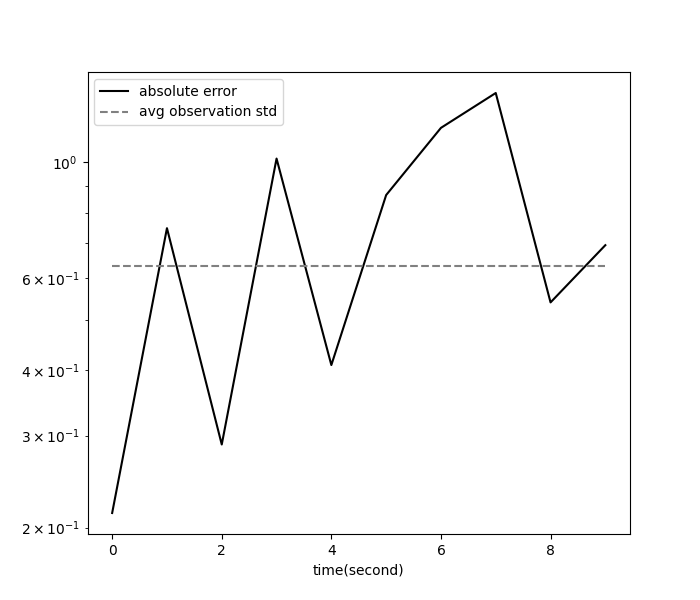 absolute error
avg observation std
10⁰
6 × 10⁻¹
4 × 10⁻¹
3 × 10⁻¹
2 × 10⁻¹
0 2 4 6 8
time(second)